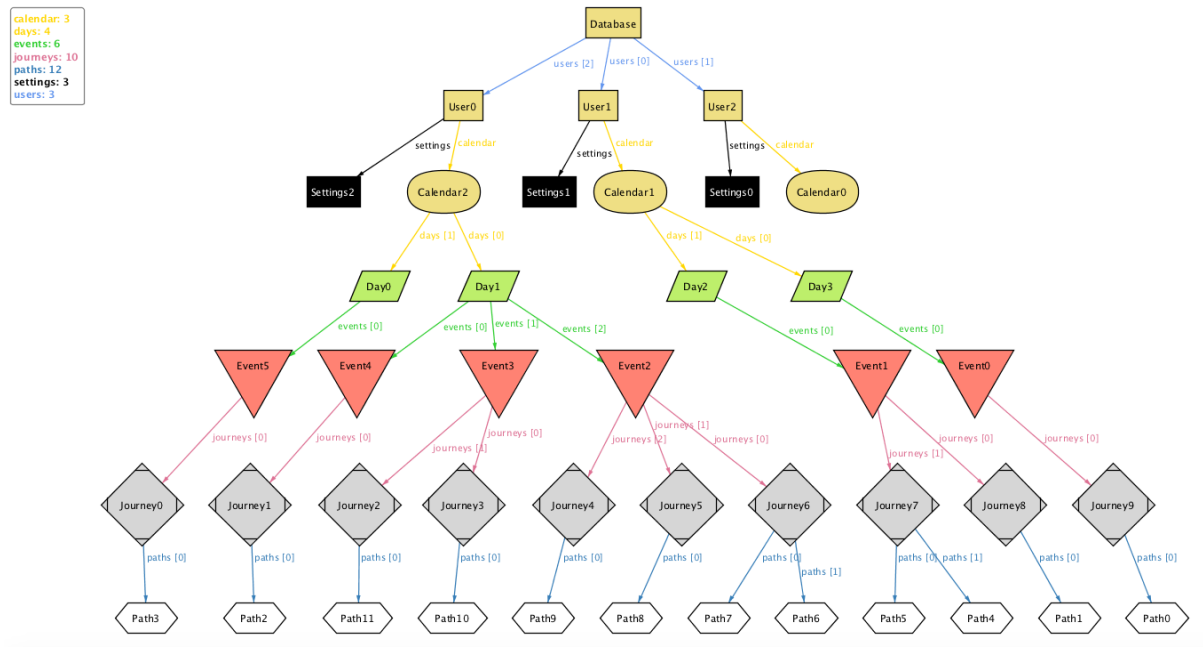 calendar: 3
days: 4
events: 6
journeys: 10
paths: 12
settings: 3
users: 3
Database
users [2]
users [0]
users [1]
User0
User1
User2
settings
calendar
settings
calendar
settings
calendar
Settings2
Calendar2
Settings1
Calendar1
Settings0
Calendar0
days [1]
days [0]
days [1]
days [0]
Day0
Day1
Day2
Day3
events [0]
events [0]
events [1]
events [2]
events [0]
events [0]
Event5
Event4
Event3
Event2
Event1
Event0
journeys [0]
journeys [0]
journeys [1]
journeys [0]
journeys [2]
journeys [1]
journeys [0]
journeys [1]
journeys [0]
journeys [0]
Journey0
Journey1
Journey2
Journey3
Journey4
Journey5
Journey6
Journey7
Journey8
Journey9
paths [0]
paths [0]
paths [0]
paths [0]
paths [0]
paths [0]
paths [0]
paths [1]
paths [0]
paths [1]
paths [0]
paths [0]
Path3
Path2
Path11
Path10
Path9
Path8
Path7
Path6
Path5
Path4
Path1
Path0